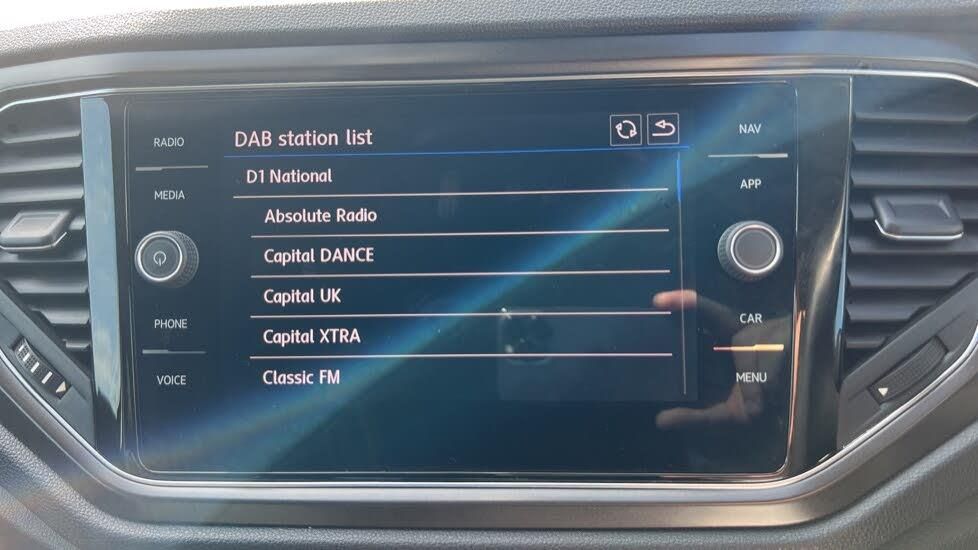 RADIO
MEDIA
PHONE
VOICE
DAB station list
D1 National
Absolute Radio
Capital DANCE
Capital UK
Capital XTRA
Classic FM
NAV
APP
CAR
MENU